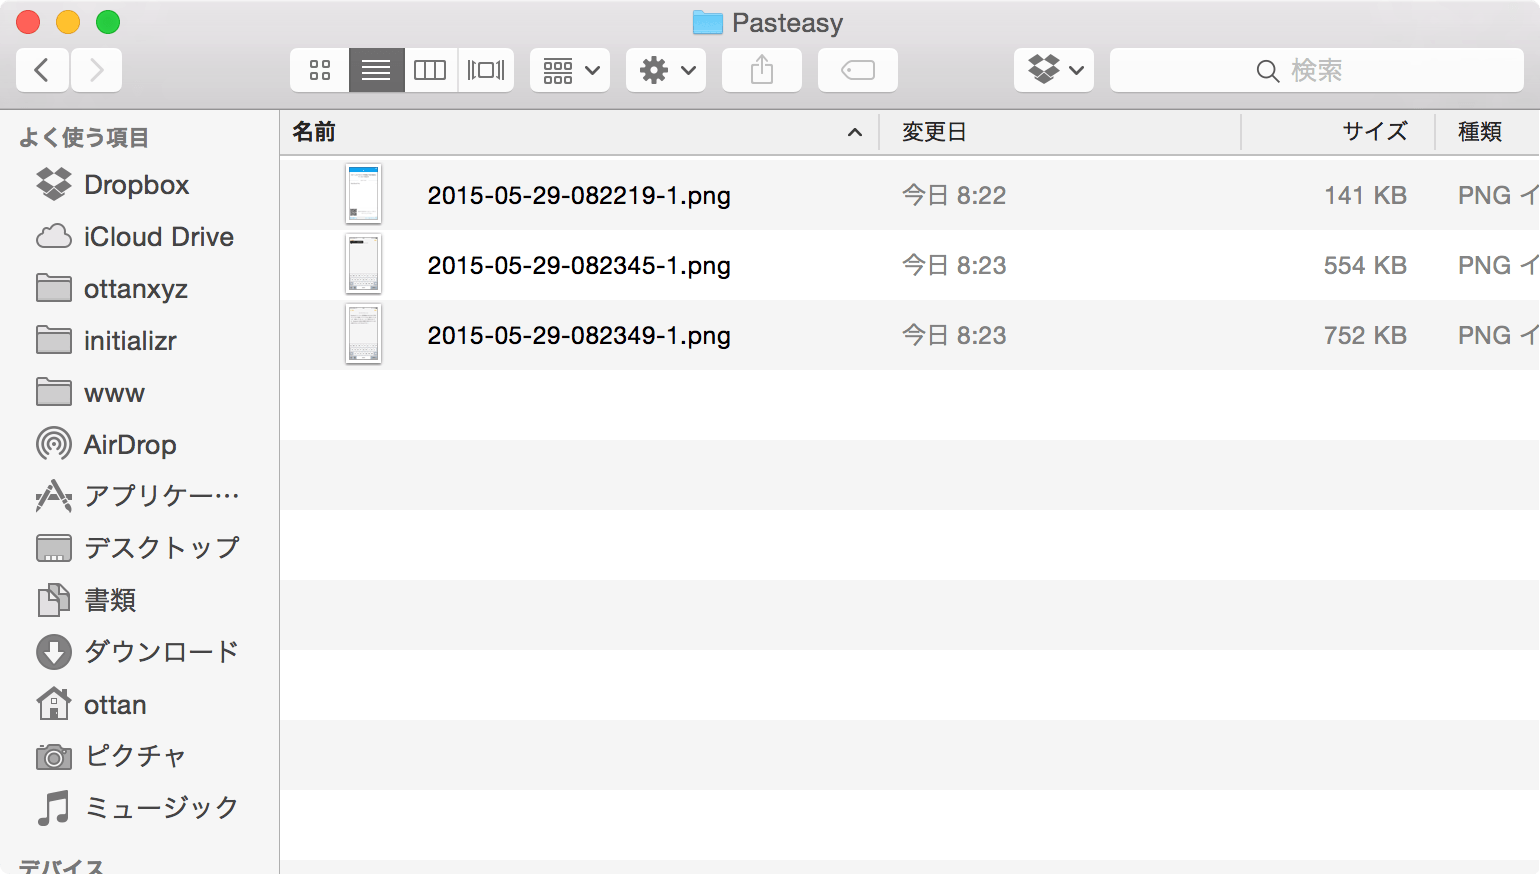 Pasteasy
検索
よく使う項目
Dropbox
iCloud Drive
ottanxyz
initializr
www
AirDrop
アプリケー…
デスクトップ
書類
ダウンロード
ottan
ピクチャ
ミュージック
デバイス
名前 変更日 サイズ 種類
2015-05-29-082219-1.png 今日 8:22 141 KB PNG イ
2015-05-29-082345-1.png 今日 8:23 554 KB PNG イ
2015-05-29-082349-1.png 今日 8:23 752 KB PNG イ